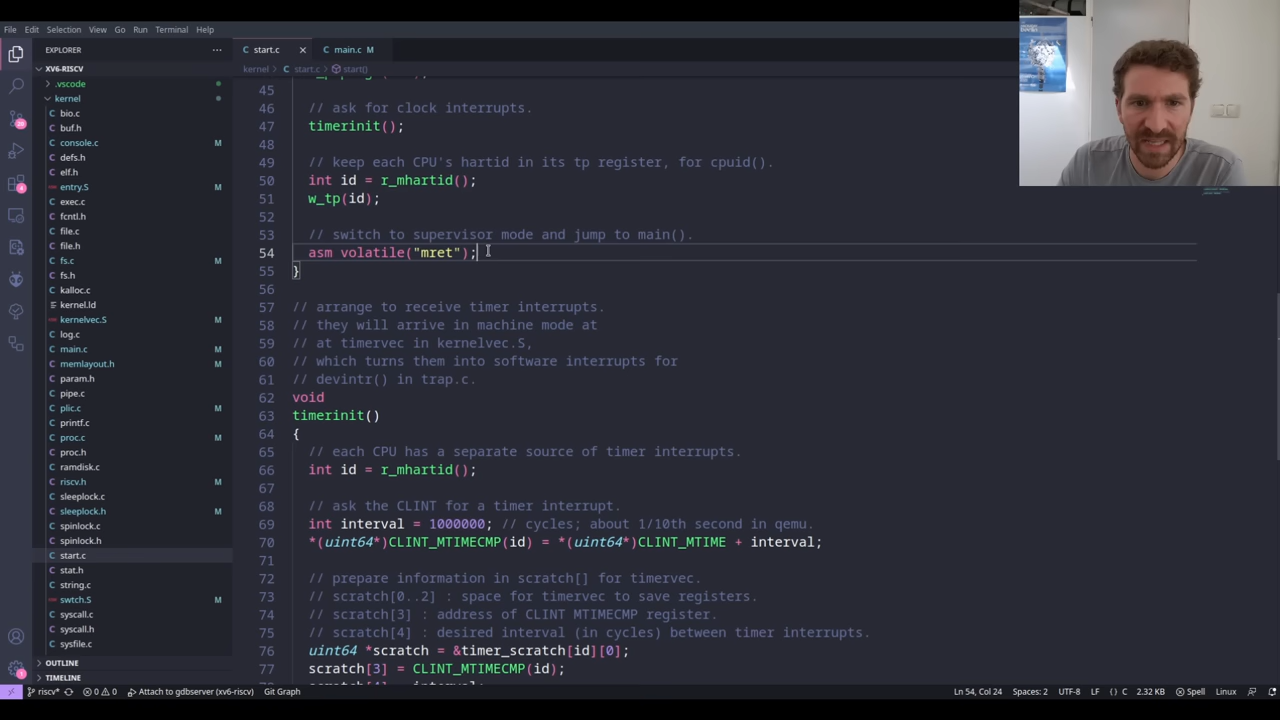 File Edit Selection View Go Run Terminal Help
EXPLORER
start.c
main.c M
XV6-RISCV
kernel > start.c > start()
.vscode
kernel
bio.c
buf.h
console.c M
defs.h
elf.h
entry.S M
exec.c
fcntl.h
file.c
file.h
fs.c M
fs.h
kalloc.c
kernel.ld
kernelvec.S M
log.c
main.c M
memlayout.h M
param.h
pipe.c
plic.c M
printf.c
proc.c M
proc.h
ramdisk.c
riscv.h M
sleeplock.c
sleeplock.h M
spinlock.c
spinlock.h
start.c
stat.h
string.c
swtch.S M
syscall.c
syscall.h
sysfile.c
OUTLINE
TIMELINE
45
46 // ask for clock interrupts.
47 timerinit();
48
49 // keep each CPU's hartid in its tp register, for cpuid().
50 int id = r_mhartid();
51 w_tp(id);
52
53 // switch to supervisor mode and jump to main().
54 asm volatile("mret");
55 }
56
57 // arrange to receive timer interrupts.
58 // they will arrive in machine mode at
59 // at timervec in kernelvec.S,
60 // which turns them into software interrupts for
61 // devintr() in trap.c.
62 void
63 timerinit()
64 {
65 // each CPU has a separate source of timer interrupts.
66 int id = r_mhartid();
67
68 // ask the CLINT for a timer interrupt.
69 int interval = 1000000; // cycles; about 1/10th second in qemu.
70 *(uint64*)CLINT_MTIMECMP(id) = *(uint64*)CLINT_MTIME + interval;
71
72 // prepare information in scratch[] for timervec.
73 // scratch[0..2] : space for timervec to save registers.
74 // scratch[3] : address of CLINT MTIMECMP register.
75 // scratch[4] : desired interval (in cycles) between timer interrupts.
76 uint64 *scratch = &timer_scratch[id][0];
77 scratch[3] = CLINT_MTIMECMP(id);
riscv* 0 0 Attach to gdbserver (xv6-riscv) Git Graph
Ln 54, Col 24 Spaces: 2 UTF-8 LF {} C 2.32 KB Spell Linux